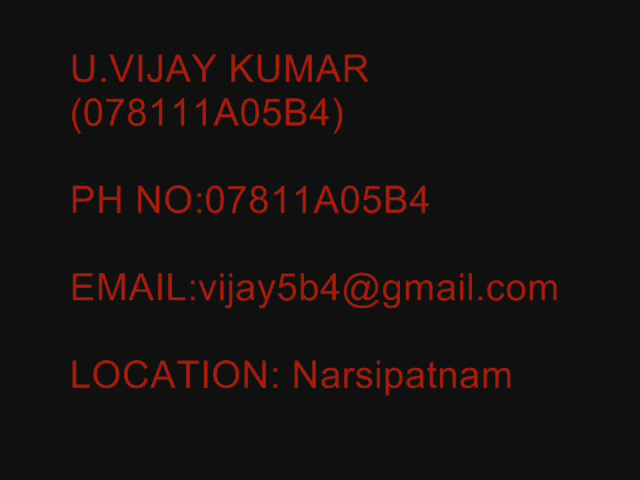 U.VIJAY KUMAR
(078111A05B4)
PH NO:07811A05B4
EMAIL:vijay5b4@gmail.com
LOCATION: Narsipatnam